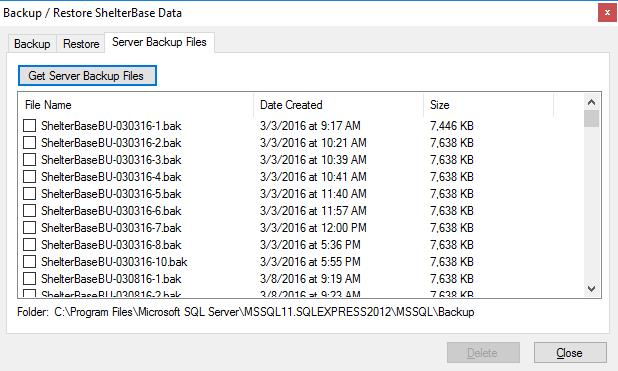 Backup / Restore ShelterBase Data
x
Backup Restore Server Backup Files
Get Server Backup Files
File Name Date Created Size
ShelterBaseBU-030316-1.bak 3/3/2016 at 9:17 AM 7,446 KB
ShelterBaseBU-030316-2.bak 3/3/2016 at 10:21 AM 7,638 KB
ShelterBaseBU-030316-3.bak 3/3/2016 at 10:39 AM 7,638 KB
ShelterBaseBU-030316-4.bak 3/3/2016 at 10:41 AM 7,638 KB
ShelterBaseBU-030316-5.bak 3/3/2016 at 11:40 AM 7,638 KB
ShelterBaseBU-030316-6.bak 3/3/2016 at 11:57 AM 7,638 KB
ShelterBaseBU-030316-7.bak 3/3/2016 at 12:00 PM 7,638 KB
ShelterBaseBU-030316-8.bak 3/3/2016 at 5:36 PM 7,638 KB
ShelterBaseBU-030316-10.bak 3/3/2016 at 5:55 PM 7,638 KB
ShelterBaseBU-030816-1.bak 3/8/2016 at 9:19 AM 7,638 KB
ShelterBaseBU-030816-2.bak 3/8/2016 at 9:23 AM 7,638 KB
Folder: C:\Program Files\Microsoft SQL Server\MSSQL11.SQLEXPRESS2012\MSSQL\Backup
Delete Close